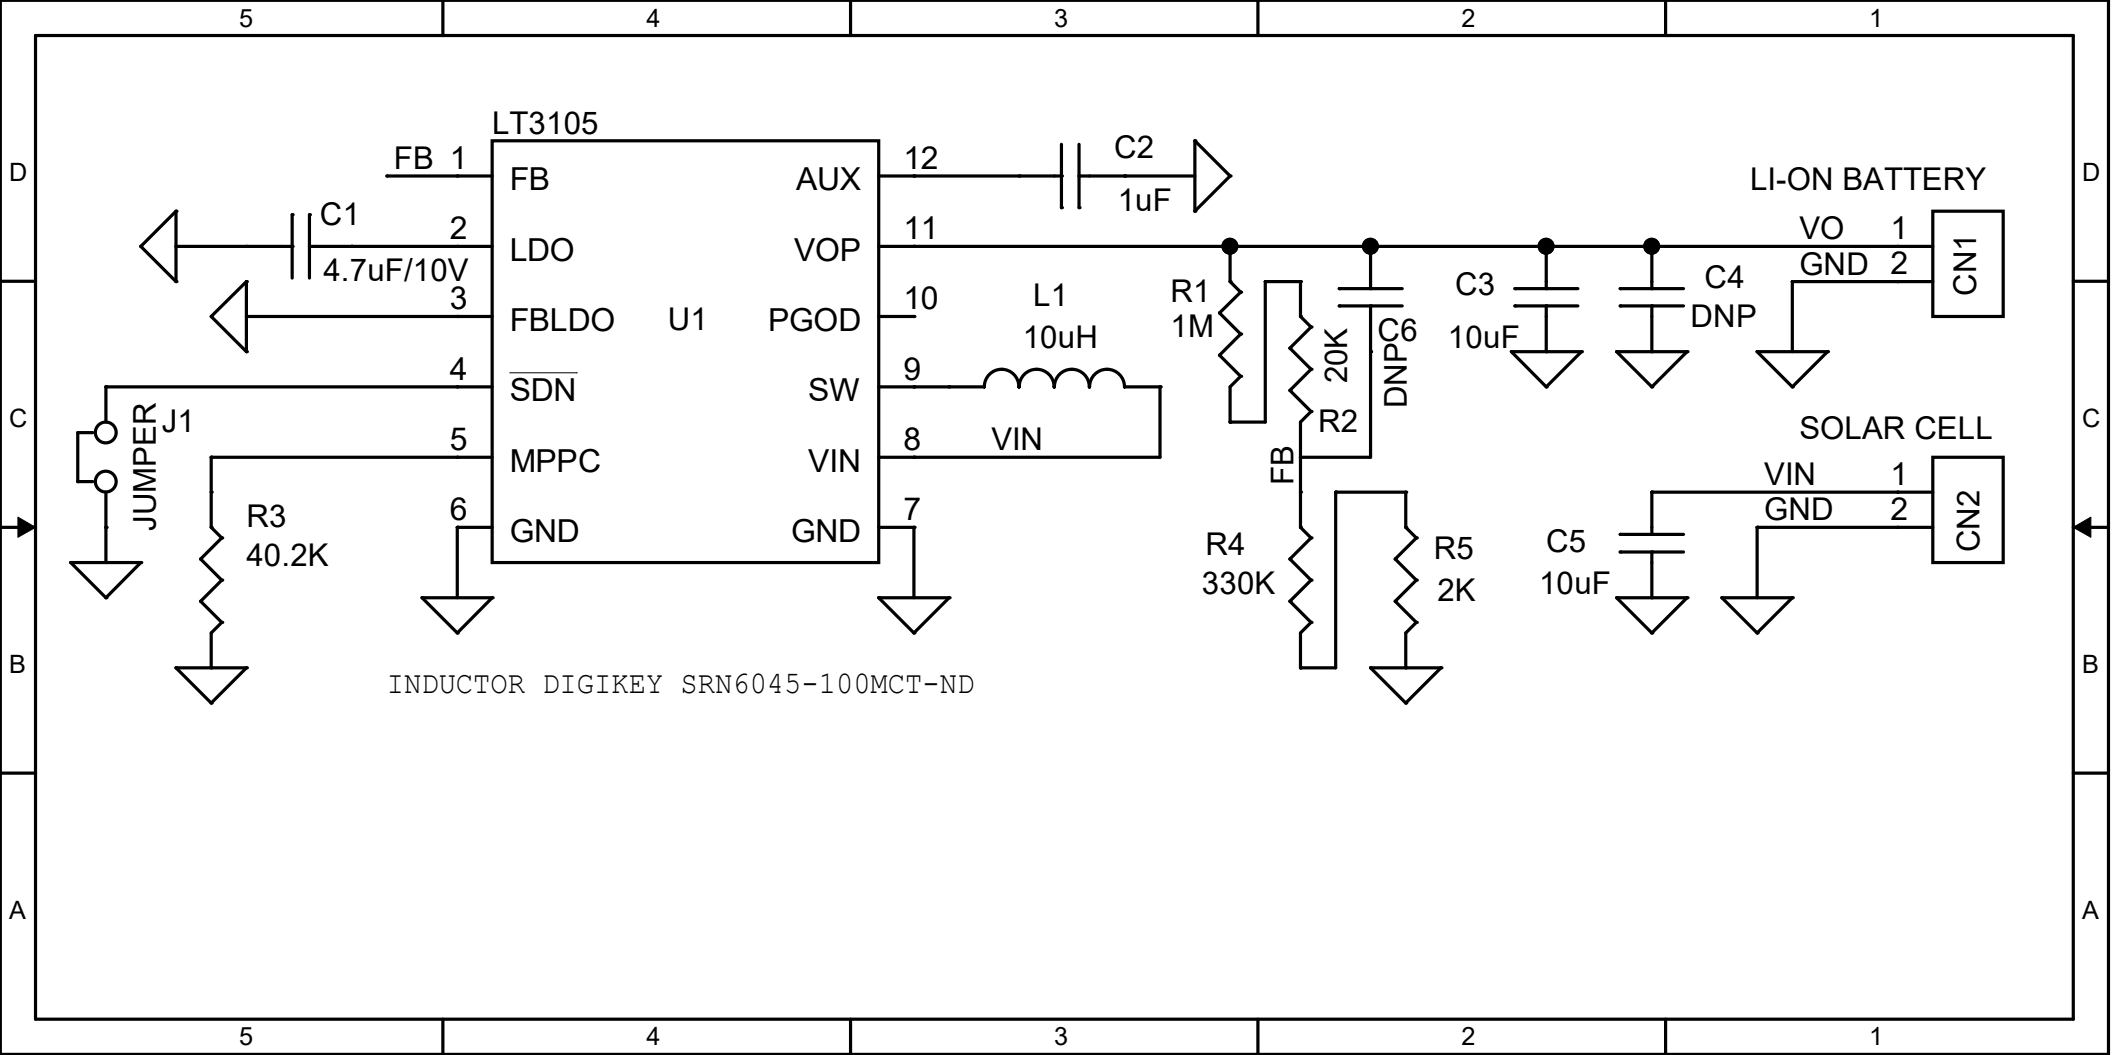 5 4 3 2 1
D
D
LT3105
FB 1
FB
AUX
12
C2
1uF
C1
4.7uF/10V
2
LDO
VOP
11
3
FBLDO
U1
PGOD
10
4
SDN
SW
9
5
MPPC
VIN
8
6
GND
GND
7
L1
10uH
VIN
J1
JUMPER
R3
40.2K
R1
1M
20K
R2
C6
DNP
FB
R4
330K
R5
2K
C3
10uF
C4
DNP
LI-ON BATTERY
VO 1
GND 2
CN1
SOLAR CELL
VIN 1
GND 2
CN2
C5
10uF
C
C
INDUCTOR DIGIKEY SRN6045-100MCT-ND
B
B
A
A
5 4 3 2 1